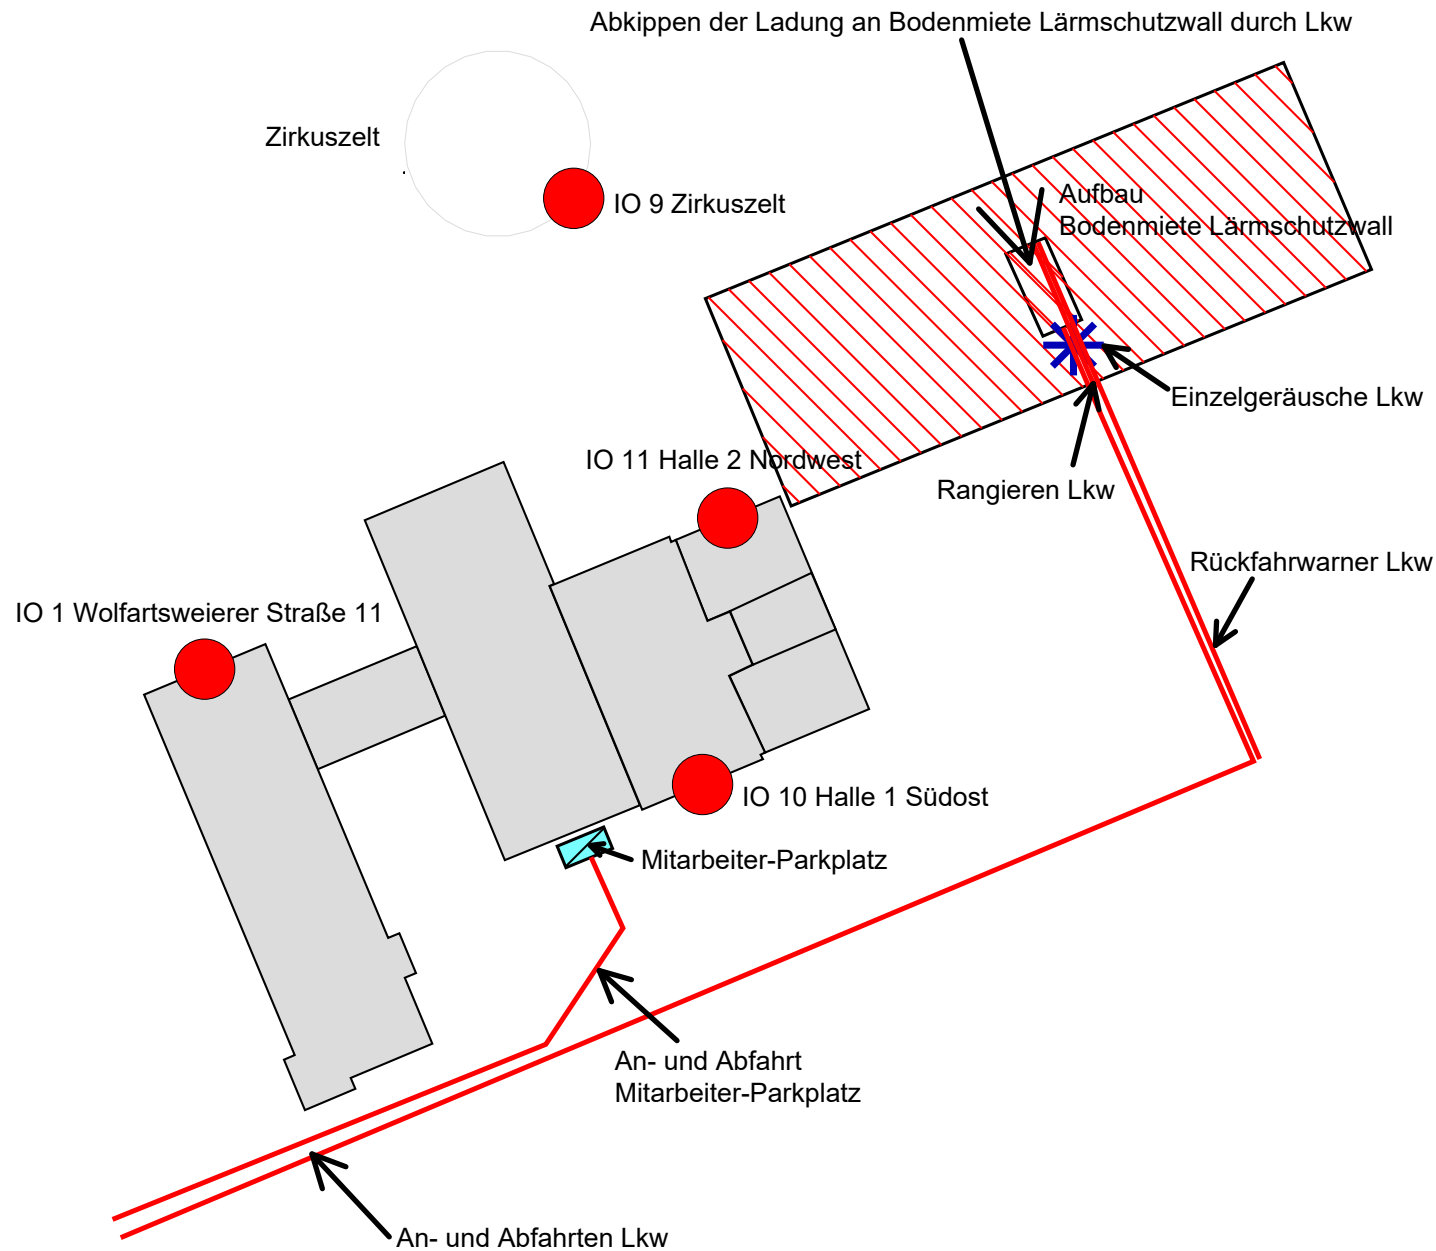 Abkippen der Ladung an Bodenmiete Lärmschutzwall durch Lkw
Zirkuszelt
IO 9 Zirkuszelt
Aufbau
Bodenmiete Lärmschutzwall
Einzelgeräusche Lkw
IO 11 Halle 2 Nordwest
Rangieren Lkw
Rückfahrwarner Lkw
IO 1 Wolfartsweierer Straße 11
IO 10 Halle 1 Südost
Mitarbeiter-Parkplatz
An- und Abfahrt
Mitarbeiter-Parkplatz
An- und Abfahrten Lkw